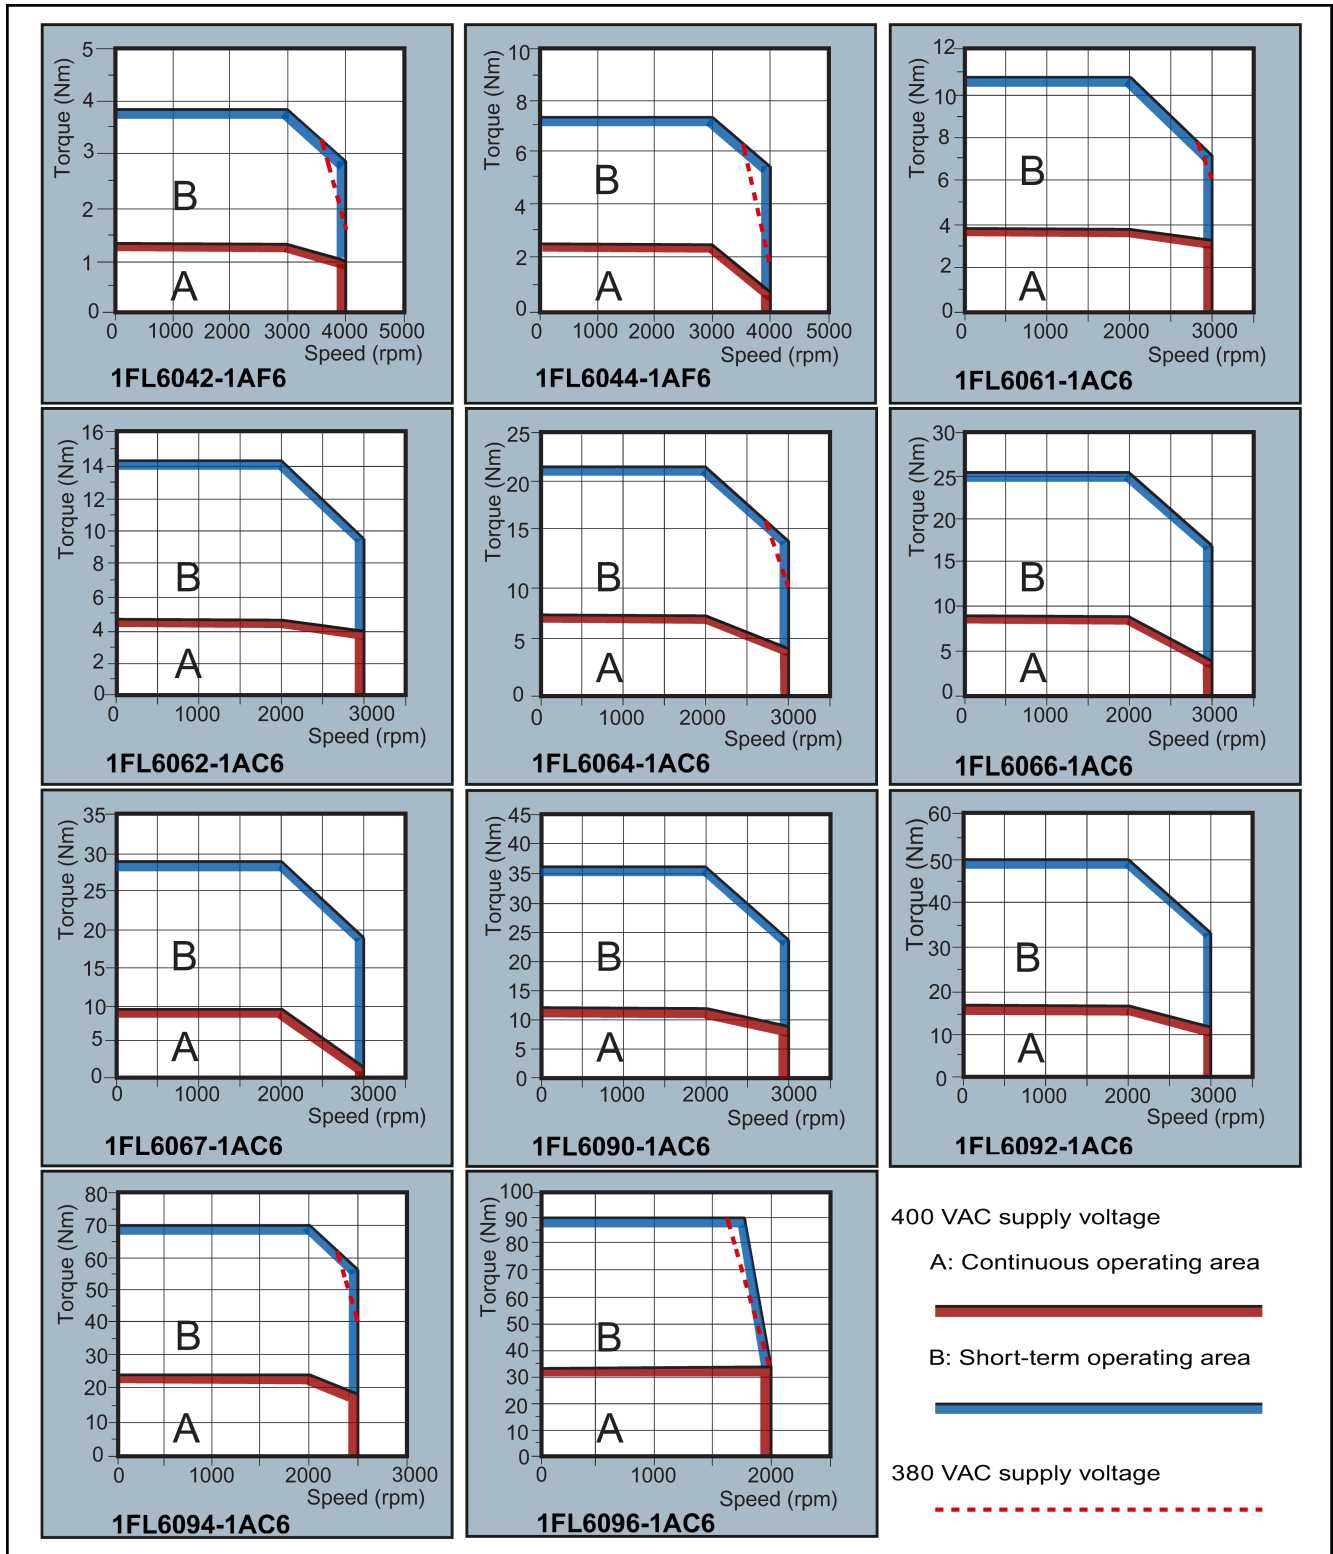 5
4
3
2
1
0
Torque (Nm)
B
A
0 1000 2000 3000 4000 5000
Speed (rpm)
1FL6042-1AF6
10
8
6
4
2
0
Torque (Nm)
B
A
0 1000 2000 3000 4000 5000
Speed (rpm)
1FL6044-1AF6
12
10
8
6
4
2
0
Torque (Nm)
B
A
0 1000 2000 3000
Speed (rpm)
1FL6061-1AC6
16
14
12
10
8
6
4
2
0
Torque (Nm)
B
A
0 1000 2000 3000
Speed (rpm)
1FL6062-1AC6
25
20
15
10
5
0
Torque (Nm)
B
A
0 1000 2000 3000
Speed (rpm)
1FL6064-1AC6
30
25
20
15
10
5
0
Torque (Nm)
B
A
0 1000 2000 3000
Speed (rpm)
1FL6066-1AC6
35
30
25
20
15
10
5
0
Torque (Nm)
B
A
0 1000 2000 3000
Speed (rpm)
1FL6067-1AC6
45
40
35
30
25
20
15
10
5
0
Torque (Nm)
B
A
0 1000 2000 3000
Speed (rpm)
1FL6090-1AC6
60
50
40
30
20
10
0
Torque (Nm)
B
A
0 1000 2000 3000
Speed (rpm)
1FL6092-1AC6
80
70
60
50
40
30
20
10
0
Torque (Nm)
B
A
0 1000 2000 3000
Speed (rpm)
1FL6094-1AC6
100
90
80
70
60
50
40
30
20
10
0
Torque (Nm)
B
A
0 1000 2000
Speed (rpm)
1FL6096-1AC6
400 VAC supply voltage
A: Continuous operating area
B: Short-term operating area
380 VAC supply voltage